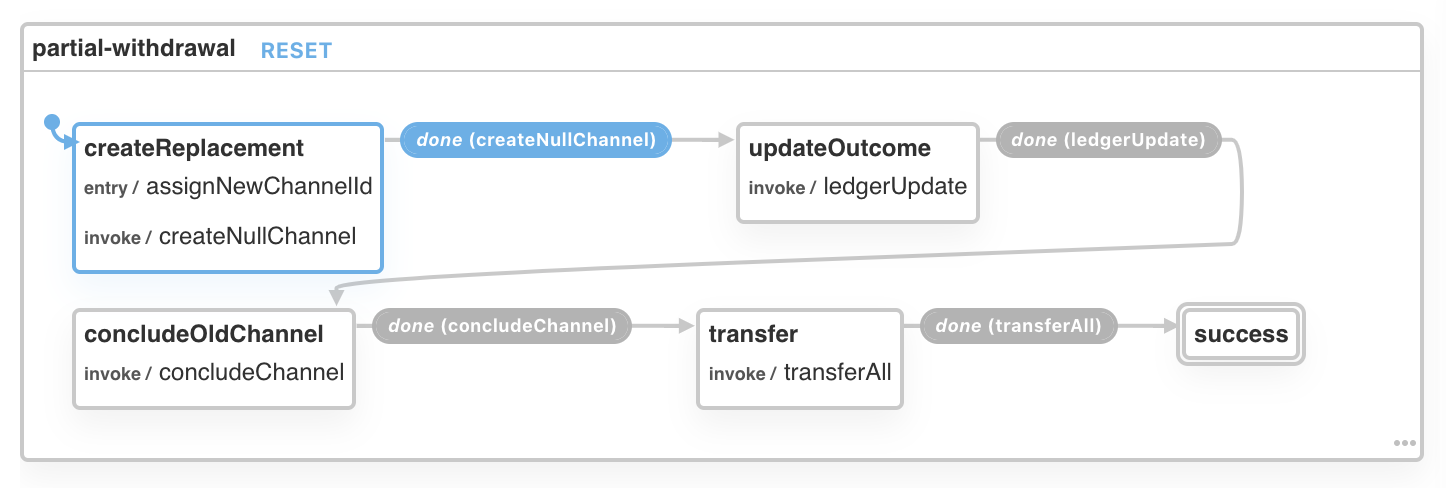 partial-withdrawal RESET
createReplacement
entry / assignNewChannelId
invoke / createNullChannel
done (createNullChannel)
updateOutcome
invoke / ledgerUpdate
done (ledgerUpdate)
concludeOldChannel
invoke / concludeChannel
done (concludeChannel)
transfer
invoke / transferAll
done (transferAll)
success